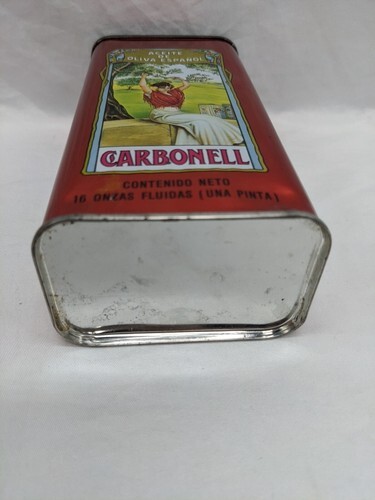 ACEITE
DE
OLIVA ESPAÑOL
CARBONELL
CONTENIDO NETO
16 ONZAS FLUIDAS (UNA PINTA)